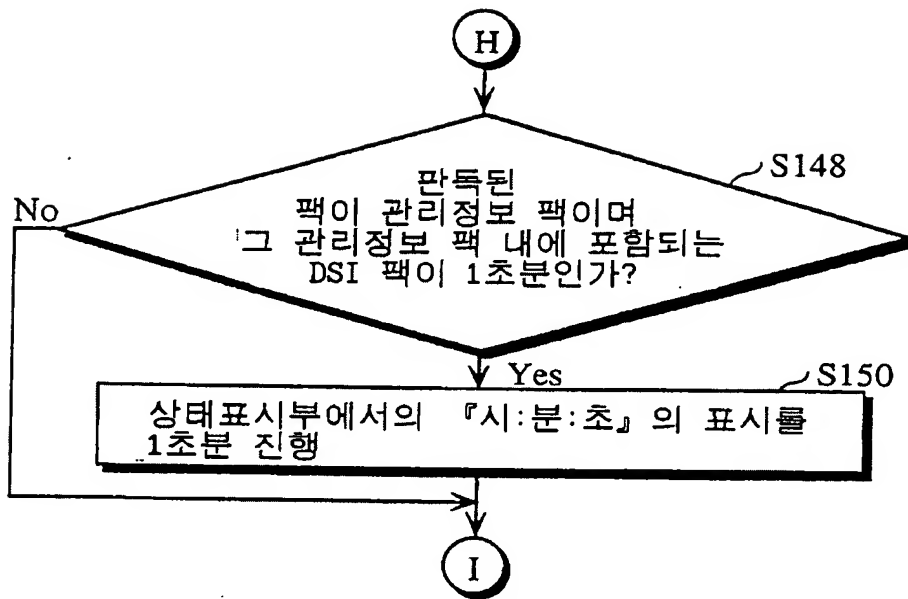 H
S148
판독된
팩이 관리정보 팩이며
그 관리정보 팩 내에 포함되는
DSI 팩이 1초분인가?
No
Yes
S150
상태표시부에서의 『시:분:초』의 표시를
1초분 진행
I